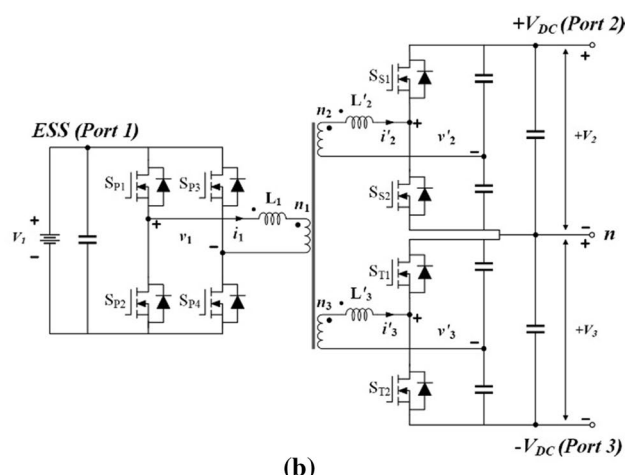 +V_DC (Port 2)
+
S_S1
n_2
L'_2
i'_2
+
v'_2
−
+V_2
ESS (Port 1)
S_P1
S_P3
S_S2
−
+
n
L_1
n_1
+
V_1
−
+
v_1
i_1
−
S_T1
n_3
L'_3
i'_3
+
v'_3
−
+V_3
S_P2
S_P4
S_T2
−
-V_DC (Port 3)
(b)